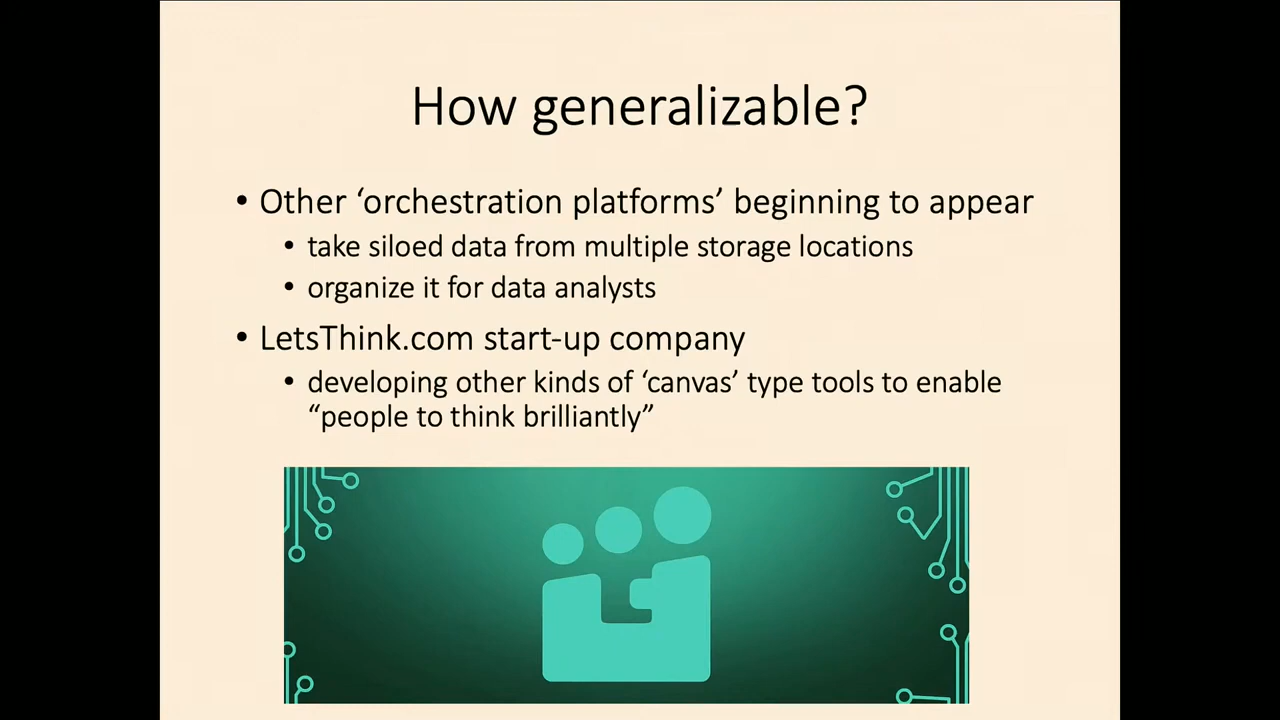 How generalizable?
• Other ‘orchestration platforms’ beginning to appear
• take siloed data from multiple storage locations
• organize it for data analysts
• LetsThink.com start-up company
• developing other kinds of ‘canvas’ type tools to enable
“people to think brilliantly”